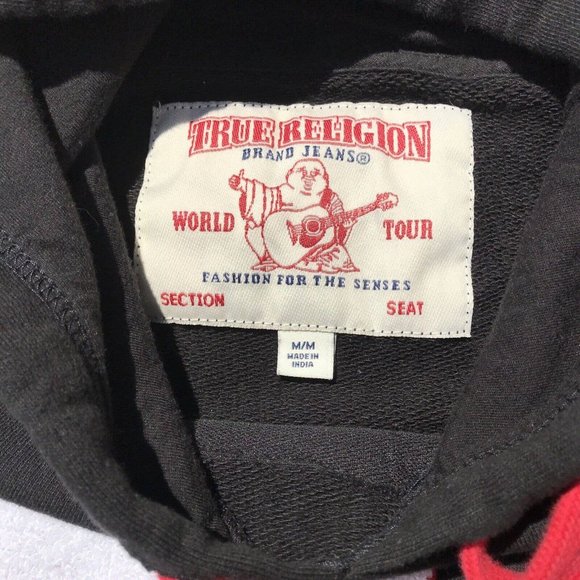 TRUE RELIGION
BRAND JEANS®
WORLD TOUR
FASHION FOR THE SENSES
SECTION SEAT
M/M
MADE IN
INDIA